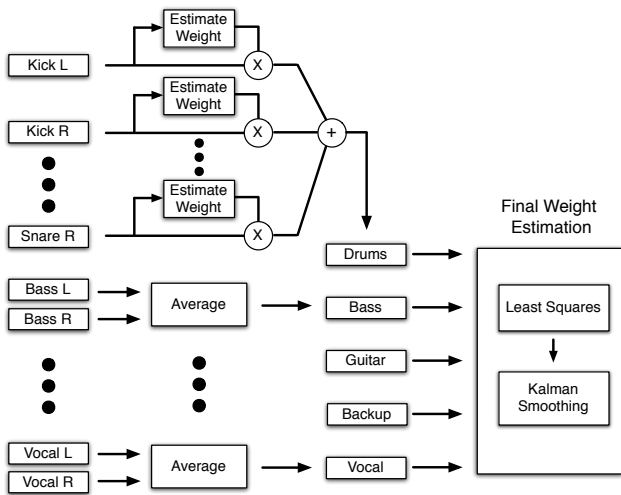 Estimate
Weight
X
Kick L
Estimate
Weight
Kick R
X
+
Estimate
Weight
Snare R
X
Final Weight
Estimation
Drums
Bass L
Bass R
Average
Bass
Least Squares
Guitar
Kalman
Smoothing
Backup
Vocal L
Vocal R
Average
Vocal